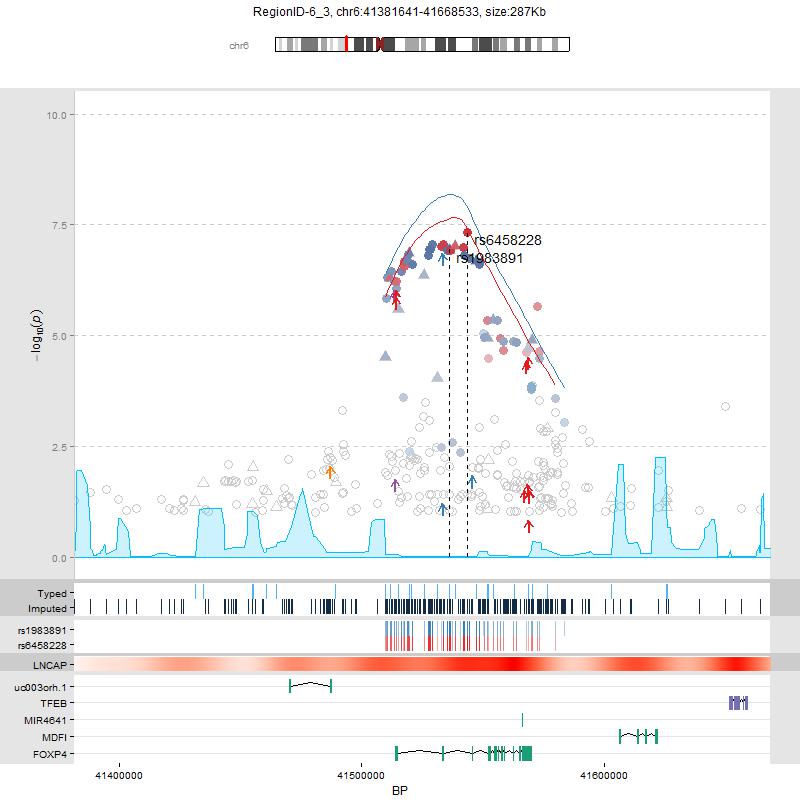 RegionID-6_3, chr6:41381641-41668533, size:287Kb
chr6
10.0
7.5
5.0
2.5
0.0
−log10(p)
rs6458228
rs1983891
Typed
Imputed
rs1983891
rs6458228
LNCAP
uc003orh.1
TFEB
MIR4641
MDFI
FOXP4
41400000 41500000 41600000
BP